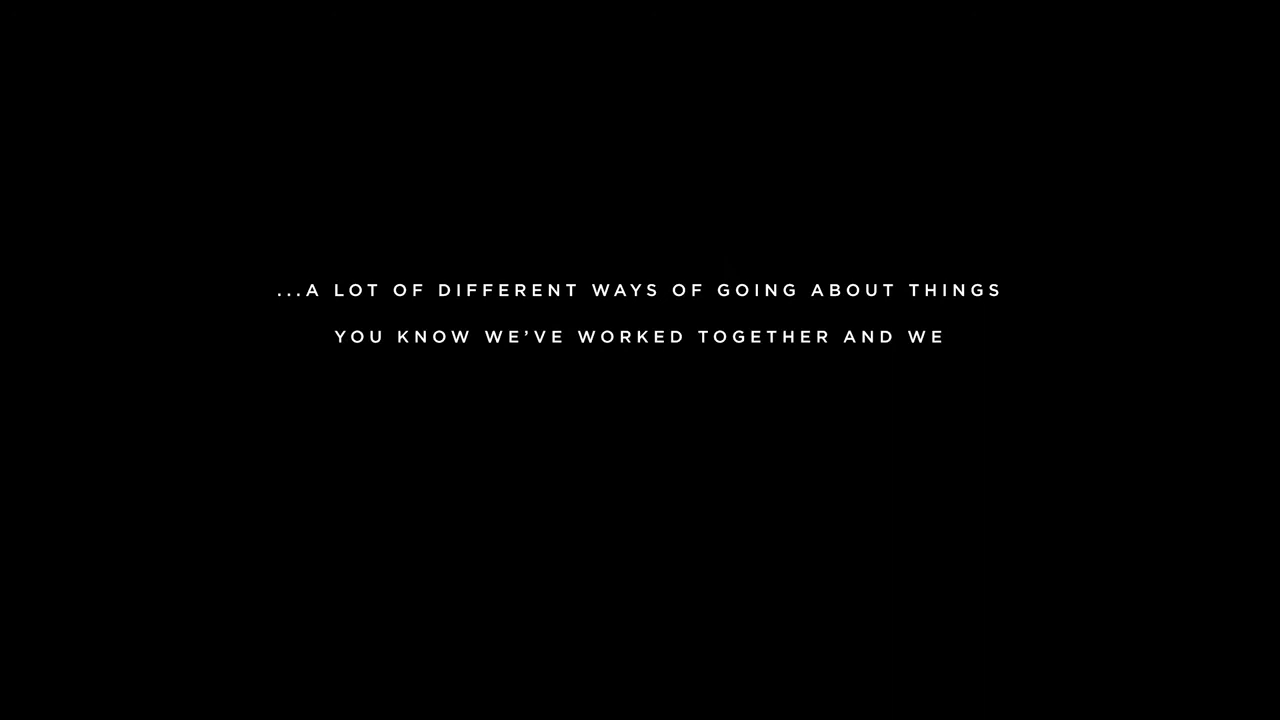 ...A LOT OF DIFFERENT WAYS OF GOING ABOUT THINGS
YOU KNOW WE’VE WORKED TOGETHER AND WE